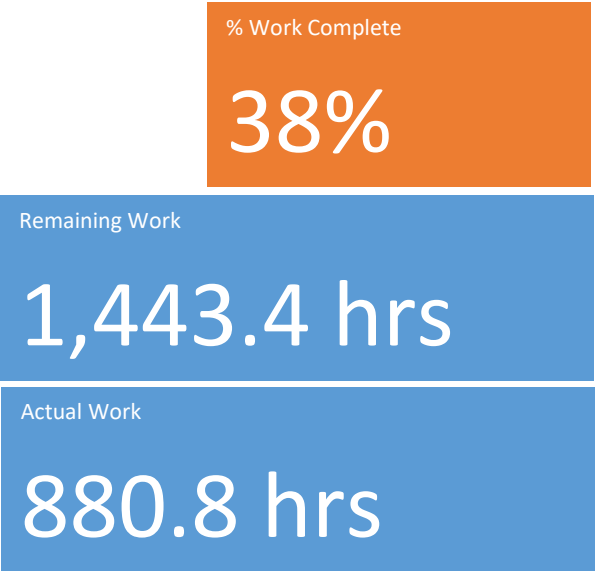 % Work Complete
38%
Remaining Work
1,443.4 hrs
Actual Work
880.8 hrs